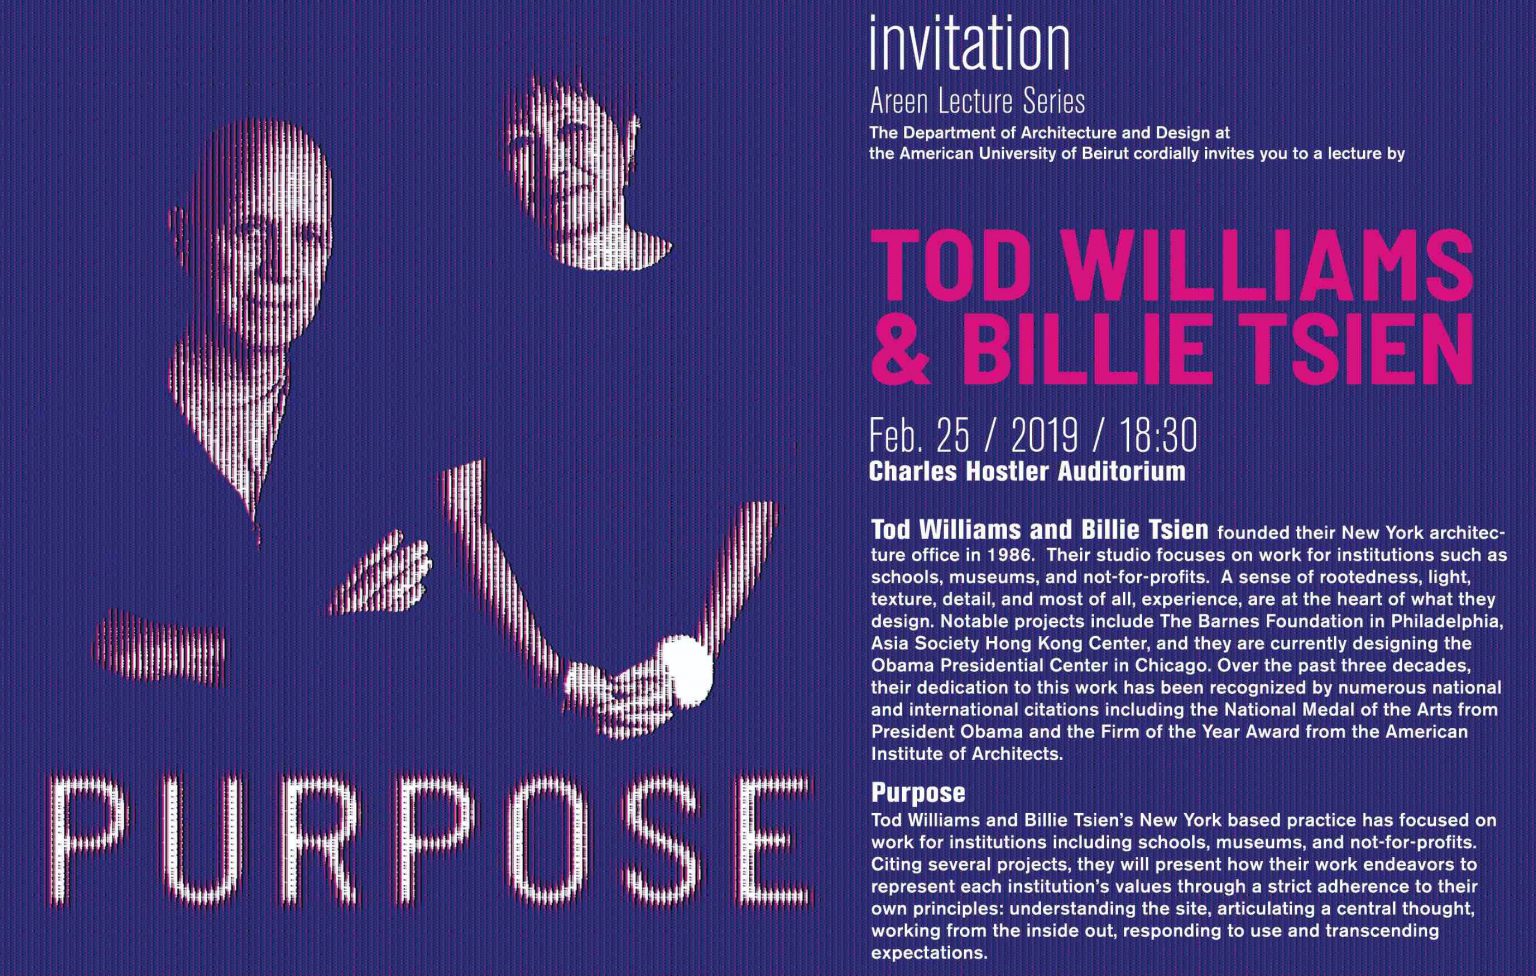 invitation
Areen Lecture Series
The Department of Architecture and Design at
the American University of Beirut cordially invites you to a lecture by
TOD WILLIAMS
& BILLIE TSIEN
Feb. 25 / 2019 / 18:30
Charles Hostler Auditorium
Tod Williams and Billie Tsien founded their New York architec-
ture office in 1986. Their studio focuses on work for institutions such as
schools, museums, and not-for-profits. A sense of rootedness, light,
texture, detail, and most of all, experience, are at the heart of what they
design. Notable projects include The Barnes Foundation in Philadelphia,
Asia Society Hong Kong Center, and they are currently designing the
Obama Presidential Center in Chicago. Over the past three decades,
their dedication to this work has been recognized by numerous national
and international citations including the National Medal of the Arts from
President Obama and the Firm of the Year Award from the American
Institute of Architects.
Purpose
Tod Williams and Billie Tsien's New York based practice has focused on
work for institutions including schools, museums, and not-for-profits.
Citing several projects, they will present how their work endeavors to
represent each institution's values through a strict adherence to their
own principles: understanding the site, articulating a central thought,
working from the inside out, responding to use and transcending
expectations.
PURPOSE